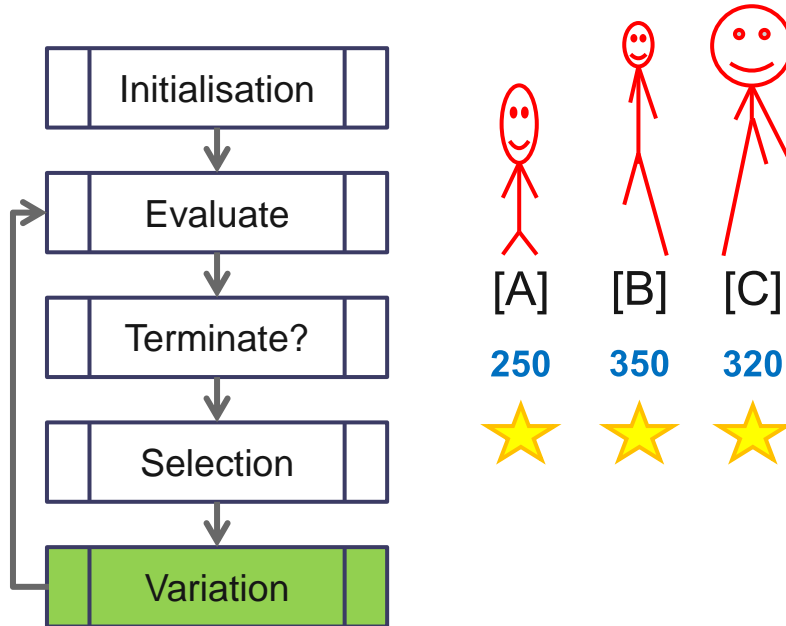 Initialisation
Evaluate
Terminate?
Selection
Variation
[A] [B] [C]
250 350 320